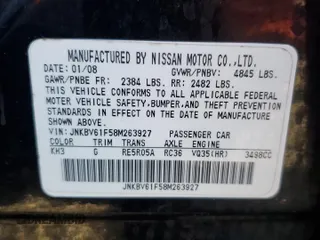 MANUFACTURED BY NISSAN MOTOR CO.,LTD.
DATE: 01/08 GVWR/PNBV: 4845 LBS.
GAWR/PNBE FR: 2384 LBS. RR: 2482 LBS.
THIS VEHICLE CONFORMS TO ALL APPLICABLE FEDERAL
MOTOR VEHICLE SAFETY,BUMPER,AND THEFT PREVENTION
STANDARDS IN EFFECT ON THE DATE OF MANUFACTURE
SHOWN ABOVE.
VIN: JNKBV61F58M263927 PASSENGER CAR
COLOR TRIM TRANS AXLE ENGINE
KH3 G RE5R05A RC36 VQ35(HR) 3498CC
JNKBV61F58M263927